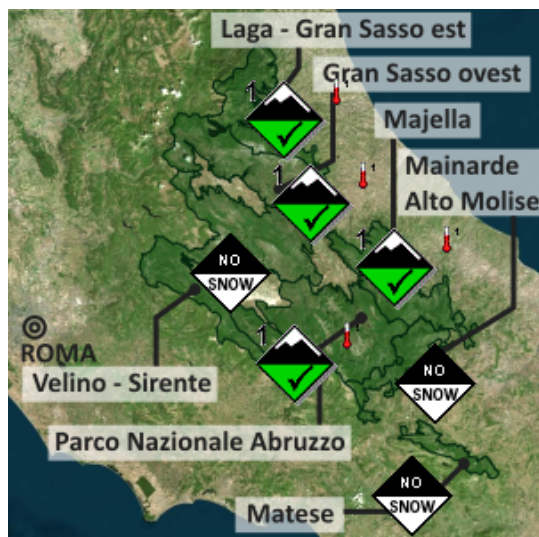 Laga - Gran Sasso est
1
Gran Sasso ovest
1
Majella
1
1
Mainarde
Alto Molise
1
1
NO
SNOW
ROMA
1
1
Velino - Sirente
NO
SNOW
Parco Nazionale Abruzzo
NO
SNOW
Matese